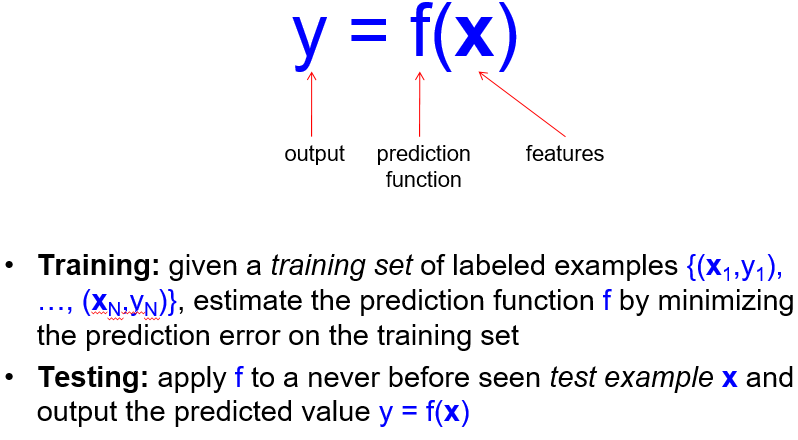 y = f(x)
output prediction features
function
• Training: given a training set of labeled examples {(x₁,y₁),
…, (x_N,y_N)}, estimate the prediction function f by minimizing
the prediction error on the training set
• Testing: apply f to a never before seen test example x and
output the predicted value y = f(x)